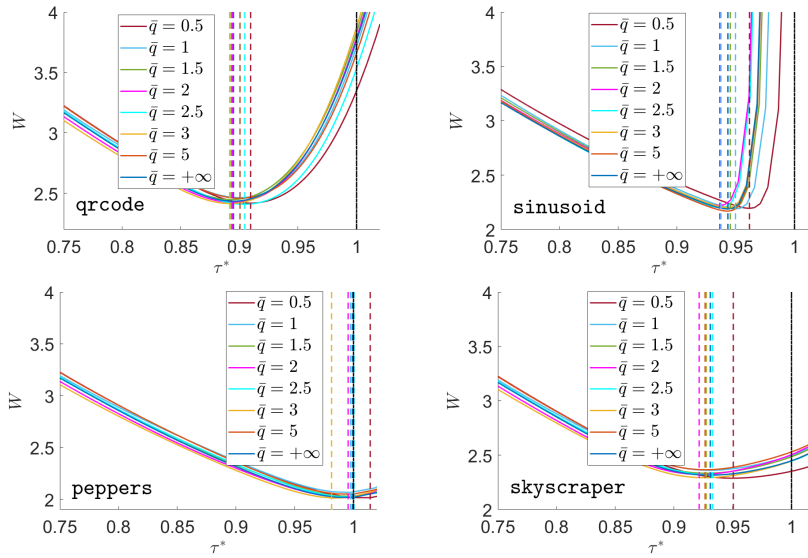 4
3.5
3
2.5
W
q̄ = 0.5
q̄ = 1
q̄ = 1.5
q̄ = 2
q̄ = 2.5
q̄ = 3
q̄ = 5
q̄ = +∞
qrcode
0.75 0.8 0.85 0.9 0.95 1
τ*
4
3.5
3
2.5
2
W
q̄ = 0.5
q̄ = 1
q̄ = 1.5
q̄ = 2
q̄ = 2.5
q̄ = 3
q̄ = 5
q̄ = +∞
sinusoid
0.75 0.8 0.85 0.9 0.95 1
τ*
4
3.5
3
2.5
2
W
q̄ = 0.5
q̄ = 1
q̄ = 1.5
q̄ = 2
q̄ = 2.5
q̄ = 3
q̄ = 5
q̄ = +∞
peppers
0.75 0.8 0.85 0.9 0.95 1
τ*
4
3.5
3
2.5
2
W
q̄ = 0.5
q̄ = 1
q̄ = 1.5
q̄ = 2
q̄ = 2.5
q̄ = 3
q̄ = 5
q̄ = +∞
skyscraper
0.75 0.8 0.85 0.9 0.95 1
τ*